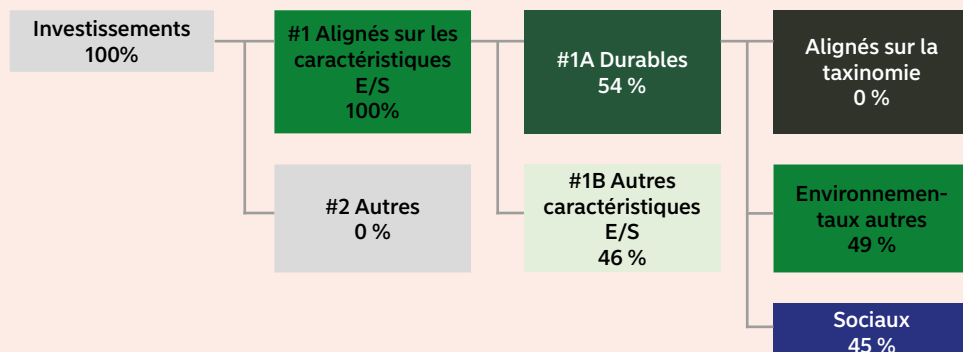 Investissements
100%
#1 Alignés sur les
caractéristiques
E/S
100%
#1A Durables
54 %
Alignés sur la
taxinomie
0 %
#2 Autres
0 %
#1B Autres
caractéristiques
E/S
46 %
Environnemen-
taux autres
49 %
Sociaux
45 %